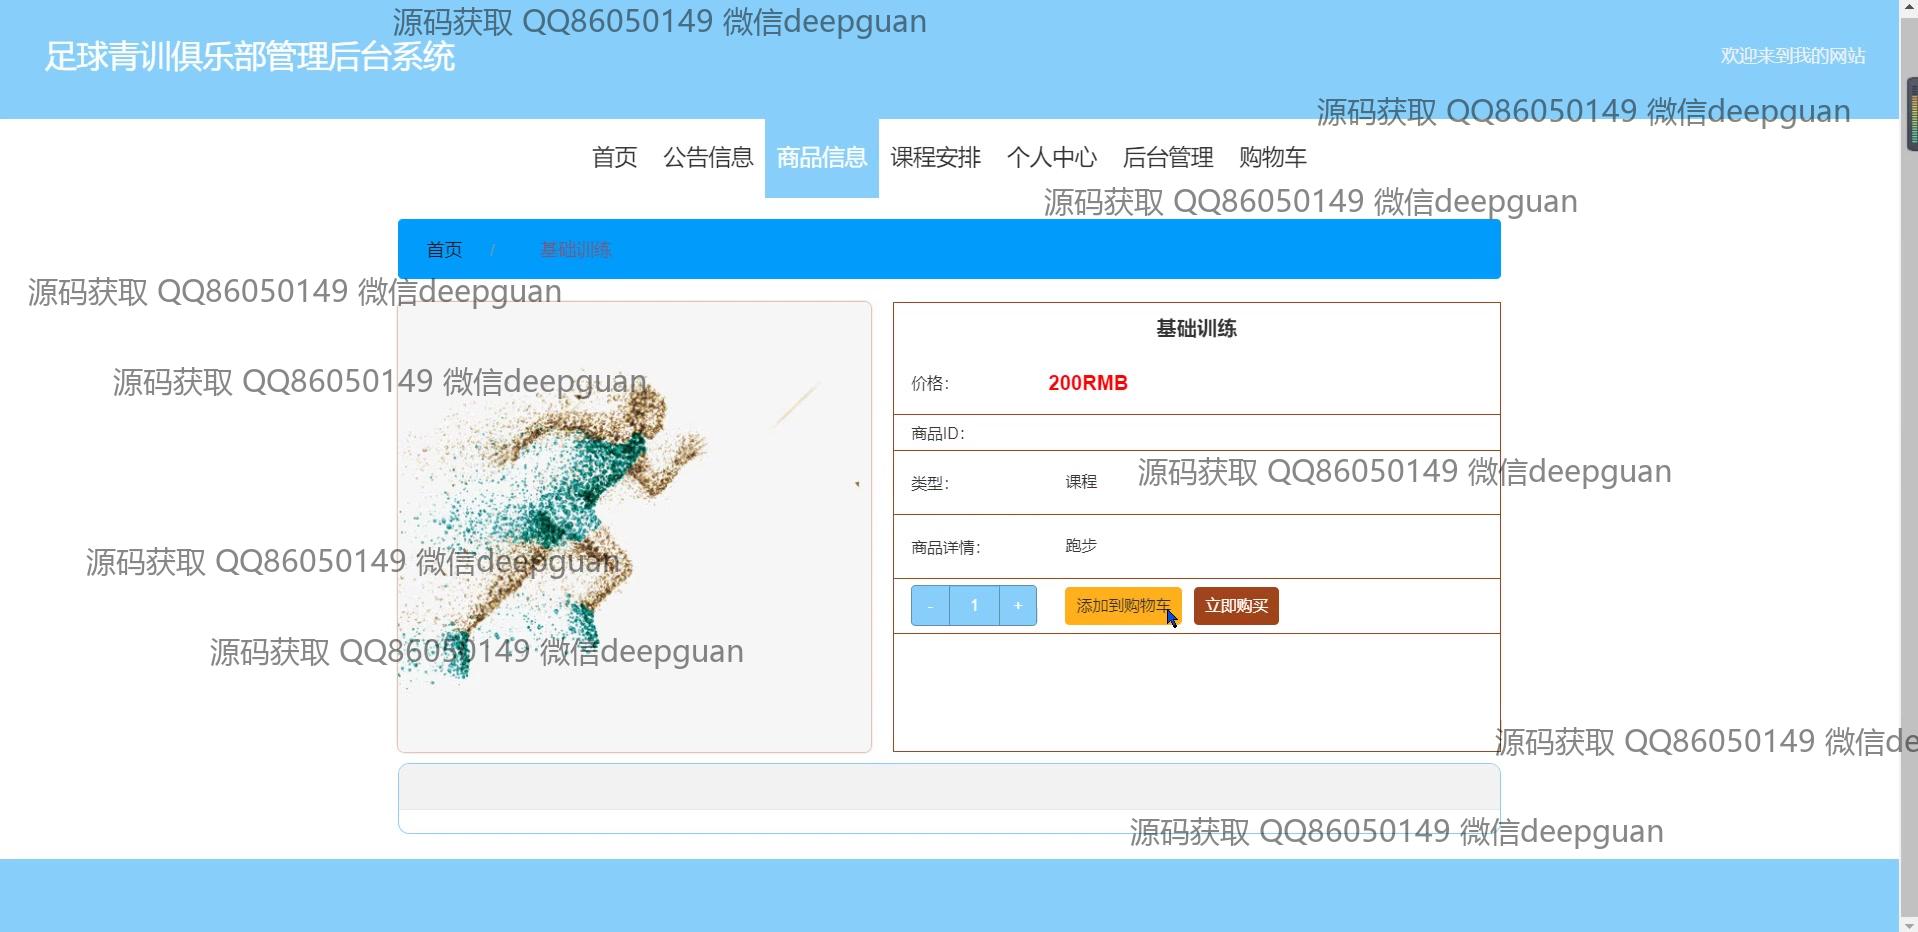 源码获取 QQ86050149 微信deepguan
足球青训俱乐部管理后台系统
欢迎来到我的网站
源码获取 QQ86050149 微信deepguan
首页 公告信息 商品信息 课程安排 个人中心 后台管理 购物车
源码获取 QQ86050149 微信deepguan
首页 / 基础训练
源码获取 QQ86050149 微信deepguan
基础训练
源码获取 QQ86050149 微信deepguan
价格： 200RMB
商品ID：
源码获取 QQ86050149 微信deepguan
类型： 课程
商品详情： 跑步
源码获取 QQ86050149 微信deepguan
- 1 + 添加到购物车 立即购买
源码获取 QQ86050149 微信deepguan
源码获取 QQ86050149 微信de
源码获取 QQ86050149 微信deepguan